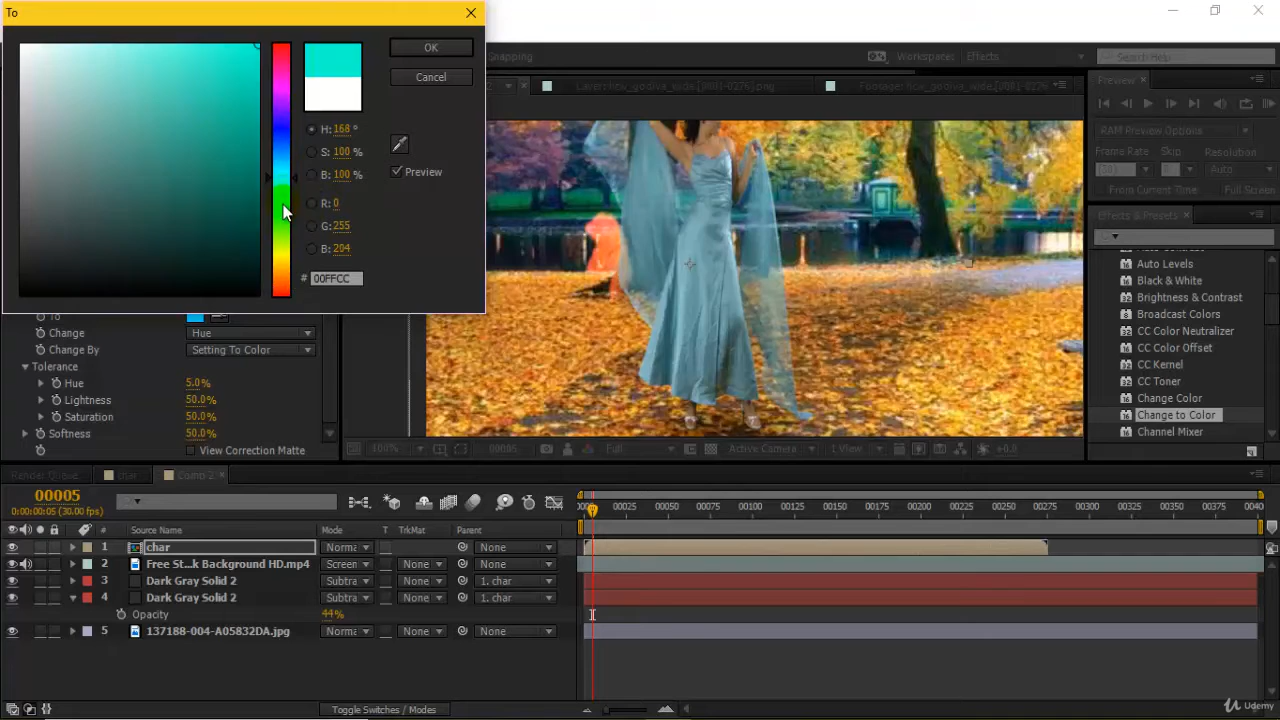 To
OK
Cancel
H: 168 °
S: 100 %
B: 100 %
Preview
R: 0
G: 255
B: 204
# 00FFCC
Snapping
Workspaces: Effects
Search Help
Preview
RAM Preview Options
Frame Rate Skip Resolution
Auto
From Current Time Full Screen
Effects & Presets
Auto Levels
Black & White
Brightness & Contrast
Broadcast Colors
CC Color Neutralizer
CC Color Offset
CC Kernel
CC Toner
Change Color
Change to Color
Channel Mixer
To
Change Hue
Change By Setting To Color
Tolerance
Hue 5.0%
Lightness 50.0%
Saturation 50.0%
Softness 50.0%
View Correction Matte
100% 00005 Full Active Camera 1 View +0.0
Render Queue char Comp 2
00005
0:00:00:05 (30.00 fps)
00025 00050 00075 00100 00125 00150 00175 00200 00225 00250 00275 00300 00325 00350 00375 0040
# Source Name Mode T TrkMat Parent
1 char Norma None
2 Free St...k Background HD.mp4 Screen None None
3 Dark Gray Solid 2 Subtra None 1. char
4 Dark Gray Solid 2 Subtra None 1. char
Opacity 44%
5 137188-004-A05832DA.jpg Norma None None
Toggle Switches / Modes
Udemy